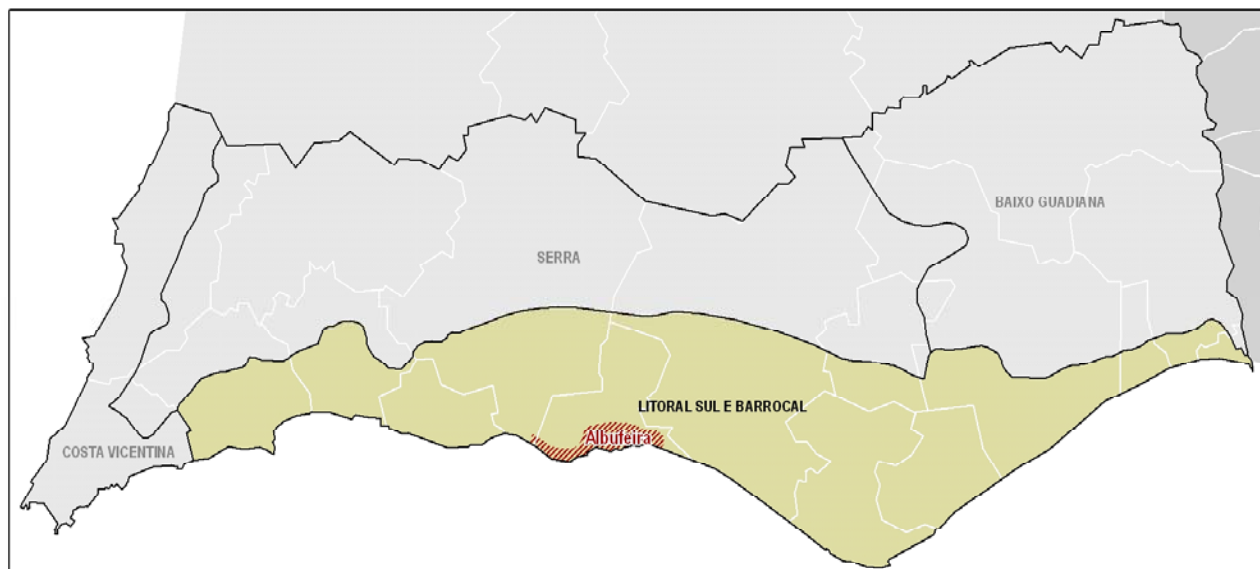 BAIXO GUADIANA
SERRA
LITORAL SUL E BARROCAL
Albufeira
COSTA VICENTINA